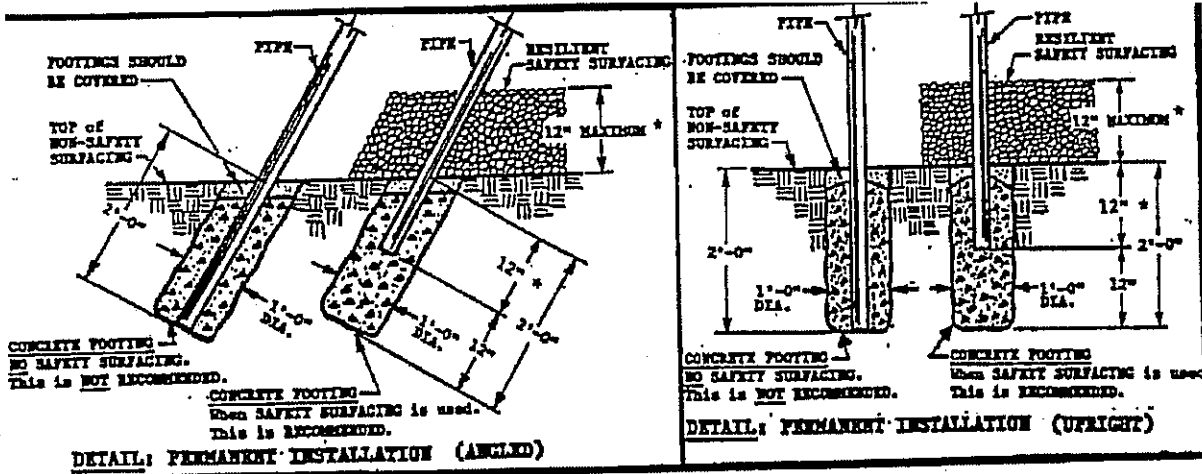 PIPE
FOOTINGS SHOULD
BE COVERED
TOP of
NON-SAFETY
SURFACING
2'-0"
1'-0"
DIA.
CONCRETE FOOTING
NO SAFETY SURFACING.
This is NOT RECOMMENDED.
PIPE
RESILIENT
SAFETY SURFACING
12" MAXIMUM *
12" *
2'-0"
12"
1'-0"
DIA.
CONCRETE FOOTING
When SAFETY SURFACING is used.
This is RECOMMENDED.
DETAIL: PERMANENT INSTALLATION (ANGLED)
PIPE
FOOTINGS SHOULD
BE COVERED
TOP of
NON-SAFETY
SURFACING
2'-0"
1'-0"
DIA.
CONCRETE FOOTING
NO SAFETY SURFACING.
This is NOT RECOMMENDED.
PIPE
RESILIENT
SAFETY SURFACING
12" MAXIMUM *
12" *
2'-0"
12"
1'-0"
DIA.
CONCRETE FOOTING
When SAFETY SURFACING is used
This is RECOMMENDED.
DETAIL: PERMANENT INSTALLATION (UPRIGHT)